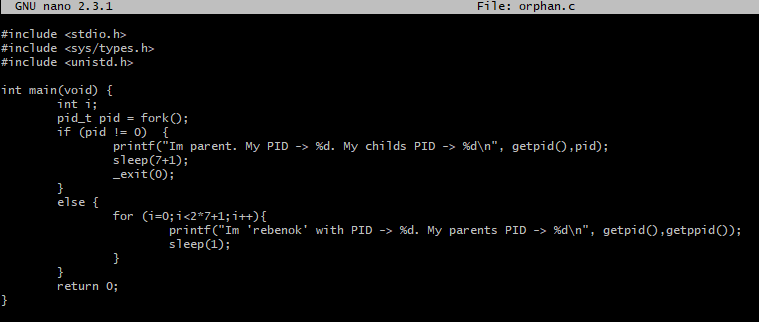 GNU nano 2.3.1 File: orphan.c
#include <stdio.h>
#include <sys/types.h>
#include <unistd.h>
int main(void) {
int i;
pid_t pid = fork();
if (pid != 0) {
printf("Im parent. My PID -> %d. My childs PID -> %d\n", getpid(),pid);
sleep(7+1);
_exit(0);
}
else {
for (i=0;i<2*7+1;i++){
printf("Im 'rebenok' with PID -> %d. My parents PID -> %d\n", getpid(),getppid());
sleep(1);
}
}
return 0;
}